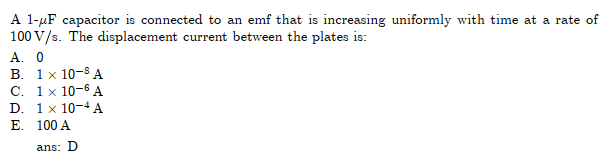 A 1-μF capacitor is connected to an emf that is increasing uniformly with time at a rate of
100 V/s. The displacement current between the plates is:
A. 0
B. 1 × 10⁻⁸ A
C. 1 × 10⁻⁶ A
D. 1 × 10⁻⁴ A
E. 100 A
ans: D